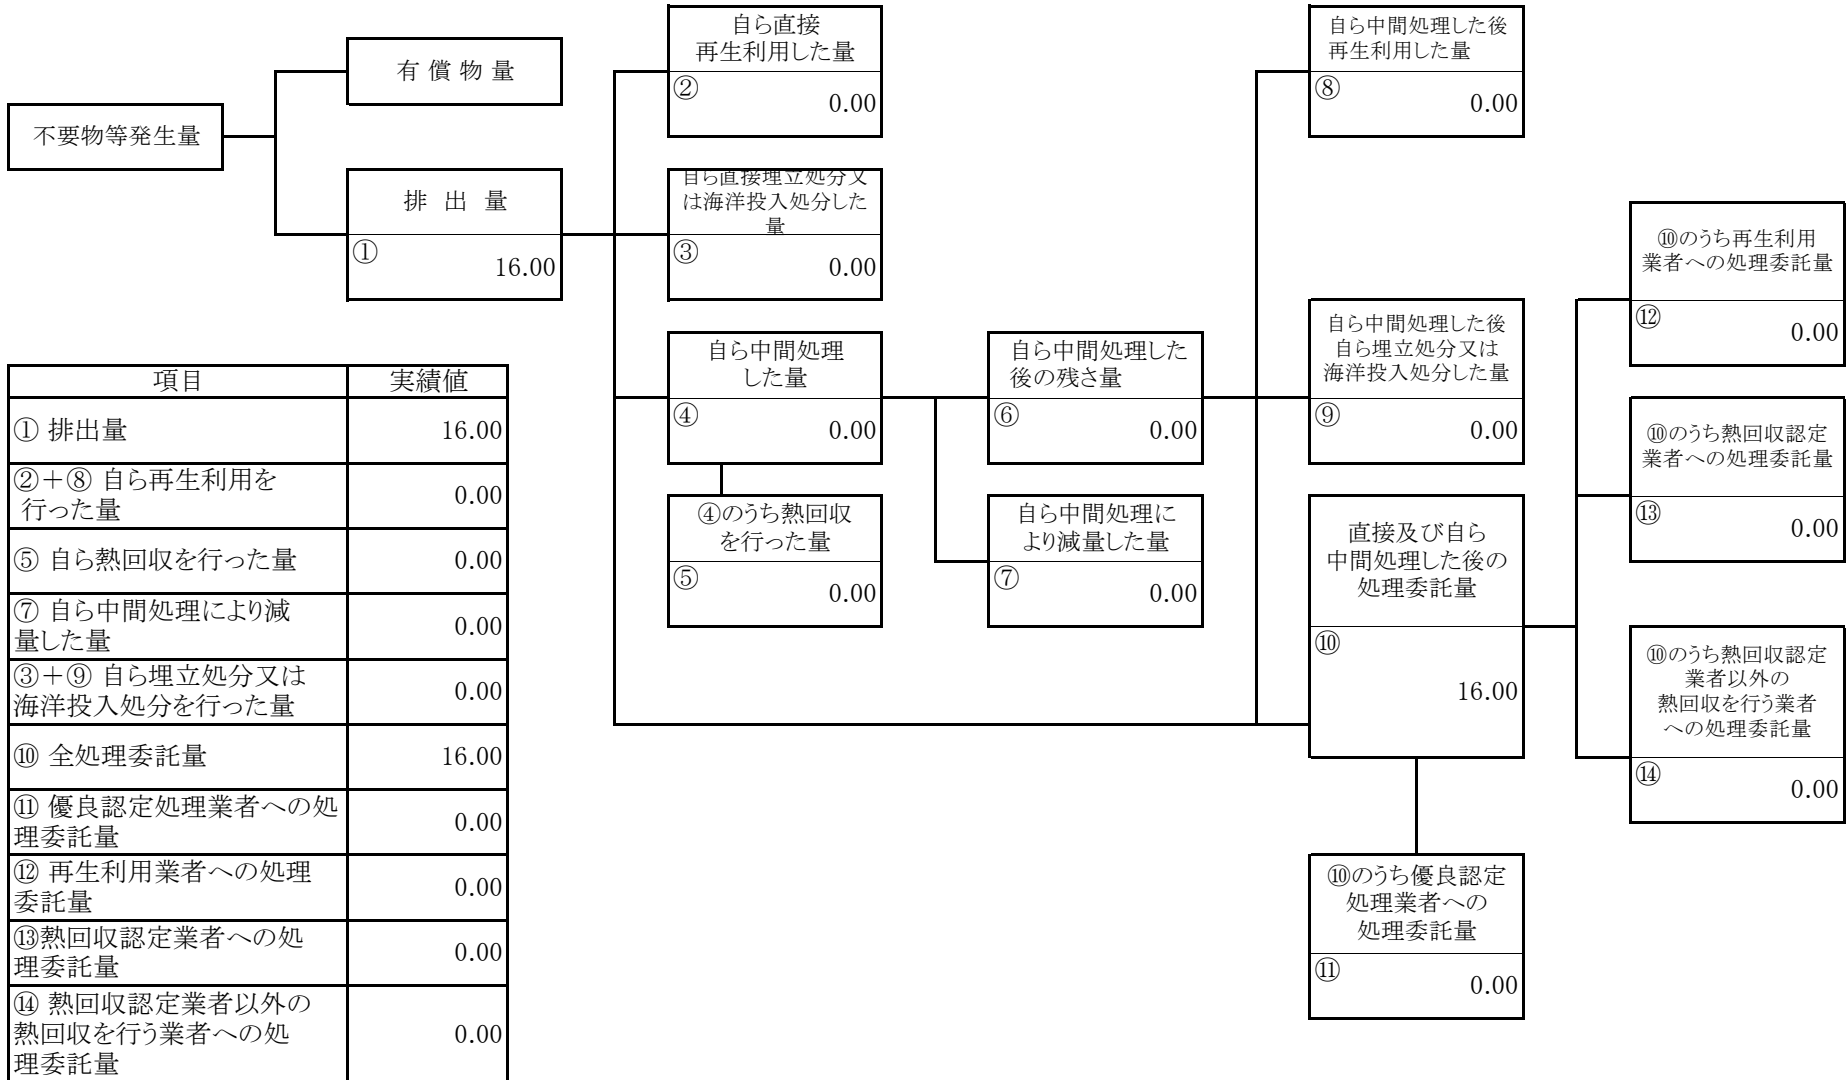 不要物等発生量
有償物量
排出量
①
16.00
自ら直接
再生利用した量
②
0.00
自ら直接埋立処分又
は海洋投入処分した
量
③
0.00
自ら中間処理
した量
④
0.00
④のうち熱回収
を行った量
⑤
0.00
自ら中間処理した
後の残さ量
⑥
0.00
自ら中間処理に
より減量した量
⑦
0.00
自ら中間処理した後
再生利用した量
⑧
0.00
自ら中間処理した後
自ら埋立処分又は
海洋投入処分した量
⑨
0.00
直接及び自ら
中間処理した後の
処理委託量
⑩
16.00
⑩のうち優良認定
処理業者への
処理委託量
⑪
0.00
⑩のうち再生利用
業者への処理委託量
⑫
0.00
⑩のうち熱回収認定
業者への処理委託量
⑬
0.00
⑩のうち熱回収認定
業者以外の
熱回収を行う業者
への処理委託量
⑭
0.00
項目 実績値
① 排出量 16.00
②＋⑧ 自ら再生利用を
行った量 0.00
⑤ 自ら熱回収を行った量 0.00
⑦ 自ら中間処理により減
量した量 0.00
③＋⑨ 自ら埋立処分又は
海洋投入処分を行った量 0.00
⑩ 全処理委託量 16.00
⑪ 優良認定処理業者への処
理委託量 0.00
⑫ 再生利用業者への処理
委託量 0.00
⑬熱回収認定業者への処
理委託量 0.00
⑭ 熱回収認定業者以外の
熱回収を行う業者への処
理委託量 0.00